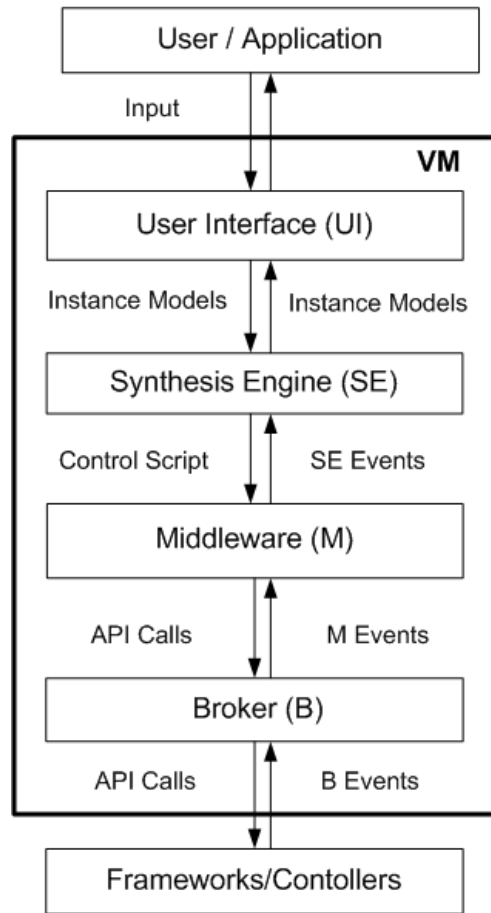 User / Application
Input
VM
User Interface (UI)
Instance Models Instance Models
Synthesis Engine (SE)
Control Script SE Events
Middleware (M)
API Calls M Events
Broker (B)
API Calls B Events
Frameworks/Contollers